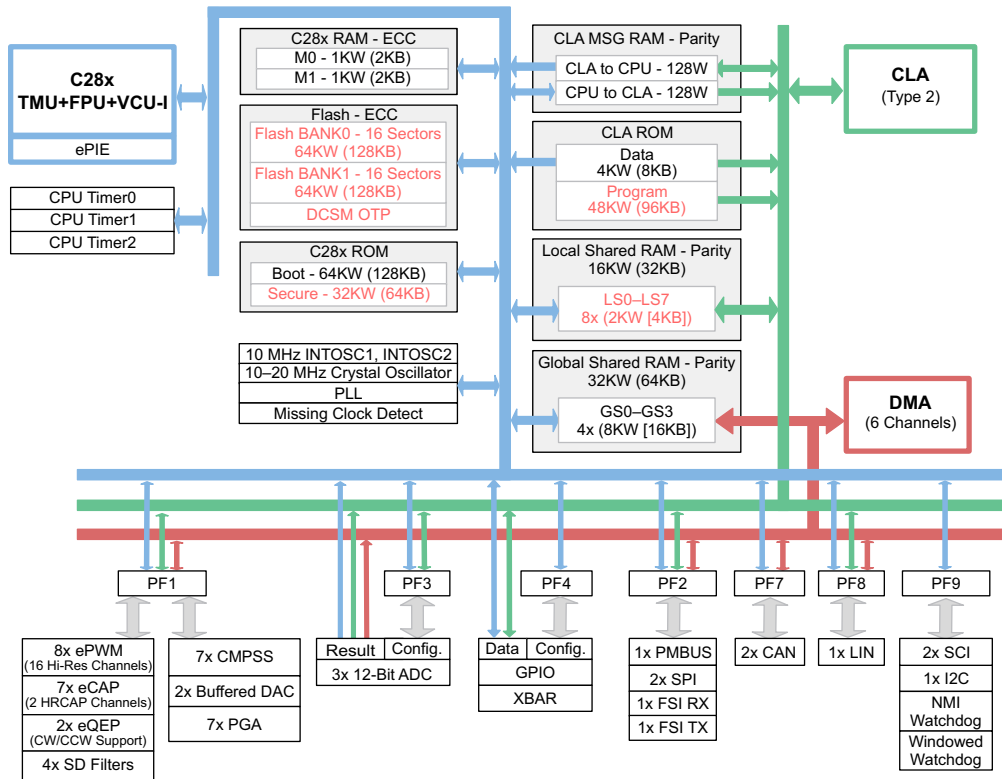 C28x
TMU+FPU+VCU-I
ePIE
CPU Timer0
CPU Timer1
CPU Timer2
C28x RAM - ECC
M0 - 1KW (2KB)
M1 - 1KW (2KB)
Flash - ECC
Flash BANK0 - 16 Sectors
64KW (128KB)
Flash BANK1 - 16 Sectors
64KW (128KB)
DCSM OTP
C28x ROM
Boot - 64KW (128KB)
Secure - 32KW (64KB)
10 MHz INTOSC1, INTOSC2
10–20 MHz Crystal Oscillator
PLL
Missing Clock Detect
CLA MSG RAM - Parity
CLA to CPU - 128W
CPU to CLA - 128W
CLA ROM
Data
4KW (8KB)
Program
48KW (96KB)
Local Shared RAM - Parity
16KW (32KB)
LS0–LS7
8x (2KW [4KB])
Global Shared RAM - Parity
32KW (64KB)
GS0–GS3
4x (8KW [16KB])
CLA
(Type 2)
DMA
(6 Channels)
PF1
PF3
PF4
PF2
PF7
PF8
PF9
8x ePWM
(16 Hi-Res Channels)
7x eCAP
(2 HRCAP Channels)
2x eQEP
(CW/CCW Support)
4x SD Filters
7x CMPSS
2x Buffered DAC
7x PGA
Result
Config.
3x 12-Bit ADC
Data
Config.
GPIO
XBAR
1x PMBUS
2x SPI
1x FSI RX
1x FSI TX
2x CAN
1x LIN
2x SCI
1x I2C
NMI
Watchdog
Windowed
Watchdog